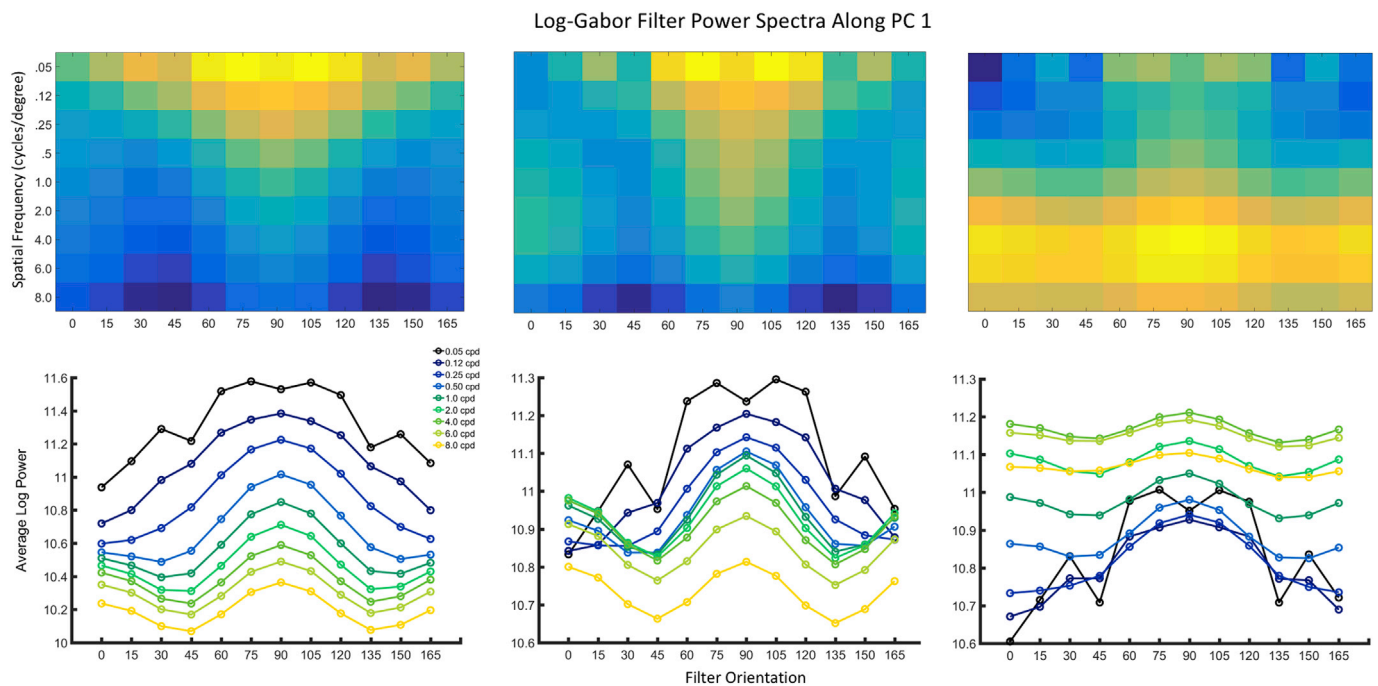 Log-Gabor Filter Power Spectra Along PC 1
Spatial Frequency (cycles/degree)
.05
.12
.25
.5
1.0
2.0
4.0
6.0
8.0
0 15 30 45 60 75 90 105 120 135 150 165
0 15 30 45 60 75 90 105 120 135 150 165
0 15 30 45 60 75 90 105 120 135 150 165
Average Log Power
11.6
11.4
11.2
11
10.8
10.6
10.4
10.2
10
0.05 cpd
0.12 cpd
0.25 cpd
0.50 cpd
1.0 cpd
2.0 cpd
4.0 cpd
6.0 cpd
8.0 cpd
0 15 30 45 60 75 90 105 120 135 150 165
11.3
11.2
11.1
11
10.9
10.8
10.7
10.6
0 15 30 45 60 75 90 105 120 135 150 165
11.3
11.2
11.1
11
10.9
10.8
10.7
10.6
0 15 30 45 60 75 90 105 120 135 150 165
Filter Orientation